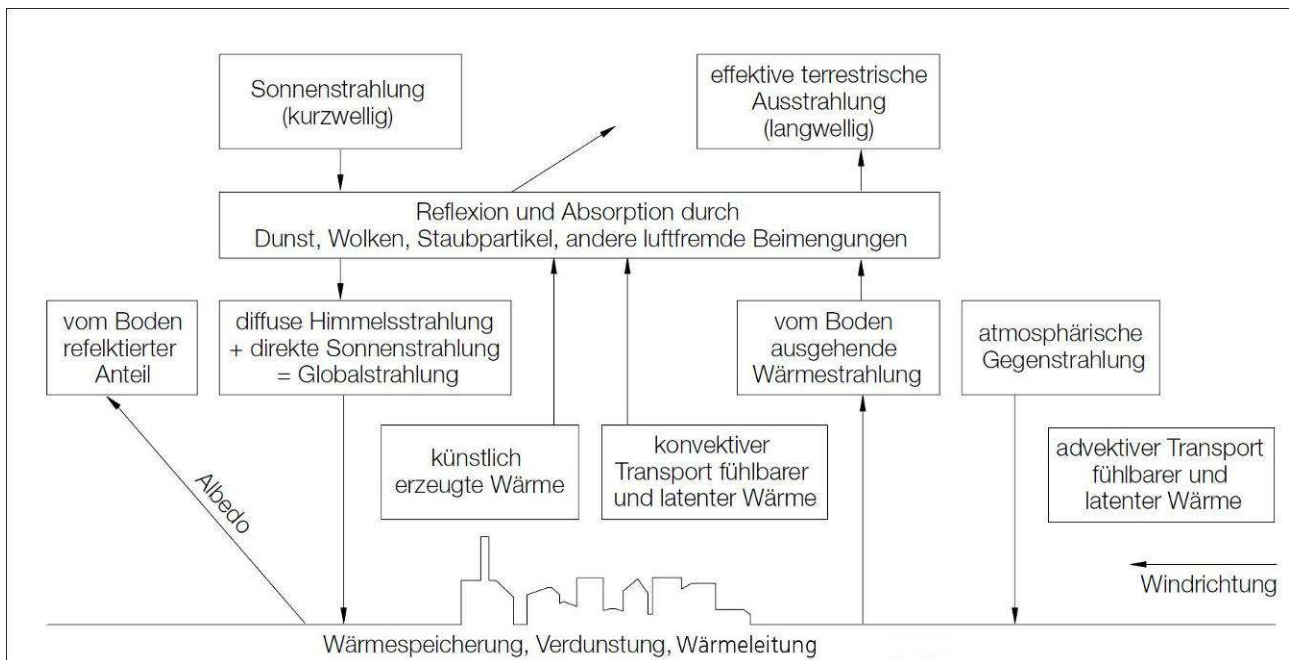 Sonnenstrahlung
(kurzwellig)
effektive terrestrische
Ausstrahlung
(langwellig)
Reflexion und Absorption durch
Dunst, Wolken, Staubpartikel, andere luftfremde Beimengungen
vom Boden
refelktierter
Anteil
diffuse Himmelsstrahlung
+ direkte Sonnenstrahlung
= Globalstrahlung
vom Boden
ausgehende
Wärmestrahlung
atmosphärische
Gegenstrahlung
künstlich
erzeugte Wärme
konvektiver
Transport fühlbarer
und latenter Wärme
advektiver Transport
fühlbarer und
latenter Wärme
Albedo
Windrichtung
Wärmespeicherung, Verdunstung, Wärmeleitung